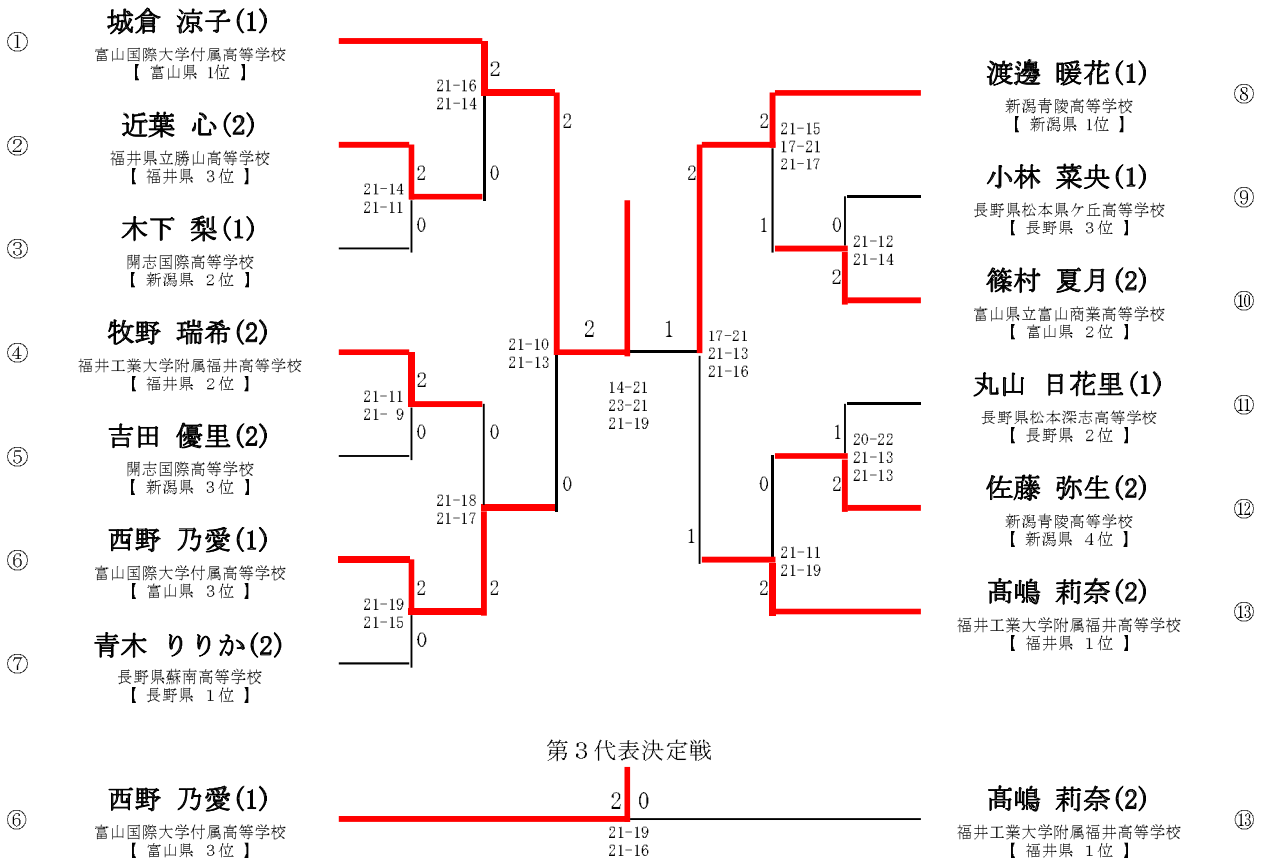 ① 城倉 涼子(1)
富山国際大学付属高等学校
【 富山県 1位 】
② 近葉 心(2)
福井県立勝山高等学校
【 福井県 3位 】
③ 木下 梨(1)
開志国際高等学校
【 新潟県 2位 】
④ 牧野 瑞希(2)
福井工業大学附属福井高等学校
【 福井県 2位 】
⑤ 吉田 優里(2)
開志国際高等学校
【 新潟県 3位 】
⑥ 西野 乃愛(1)
富山国際大学付属高等学校
【 富山県 3位 】
⑦ 青木 りりか(2)
長野県蘇南高等学校
【 長野県 1位 】
2
21-16
21-14
0
2
21-14
21-11
0
2
21-11
21- 9
0
0
21-18
21-17
2
2
21-19
21-15
0
2
21-10
21-13
0
2
1
14-21
23-21
21-19
2
17-21
21-13
21-16
1
2
21-15
17-21
21-17
1
0
21-12
21-14
2
1
20-22
21-13
21-13
2
0
21-11
21-19
2
渡邊 暖花(1) ⑧
新潟青陵高等学校
【 新潟県 1位 】
小林 菜央(1) ⑨
長野県松本県ケ丘高等学校
【 長野県 3位 】
篠村 夏月(2) ⑩
富山県立富山商業高等学校
【 富山県 2位 】
丸山 日花里(1) ⑪
長野県松本深志高等学校
【 長野県 2位 】
佐藤 弥生(2) ⑫
新潟青陵高等学校
【 新潟県 4位 】
髙嶋 莉奈(2) ⑬
福井工業大学附属福井高等学校
【 福井県 1位 】
第3代表決定戦
⑥ 西野 乃愛(1)
富山国際大学付属高等学校
【 富山県 3位 】
2 0
21-19
21-16
髙嶋 莉奈(2) ⑬
福井工業大学附属福井高等学校
【 福井県 1位 】